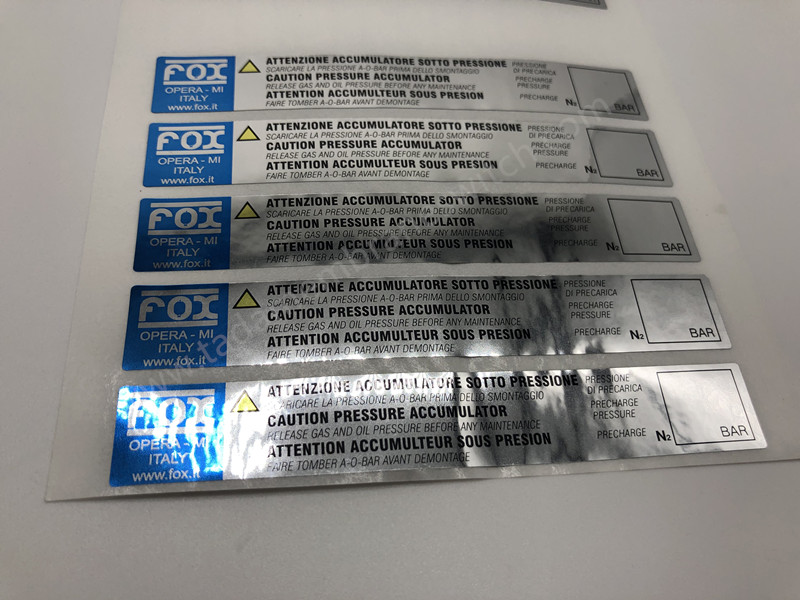 FOX
OPERA - MI
ITALY
www.fox.it
ATTENZIONE ACCUMULATORE SOTTO PRESSIONE
SCARICARE LA PRESSIONE A-O-BAR PRIMA DELLO SMONTAGGIO
CAUTION PRESSURE ACCUMULATOR
RELEASE GAS AND OIL PRESSURE BEFORE ANY MAINTENANCE
ATTENTION ACCUMULTEUR SOUS PRESION
FAIRE TOMBER A-O-BAR AVANT DEMONTAGE
PRESSIONE
DI PRECARICA
PRECHARGE
PRESSURE
PRECHARGE N2
BAR
FOX
OPERA - MI
ITALY
www.fox.it
ATTENZIONE ACCUMULATORE SOTTO PRESSIONE
SCARICARE LA PRESSIONE A-O-BAR PRIMA DELLO SMONTAGGIO
CAUTION PRESSURE ACCUMULATOR
RELEASE GAS AND OIL PRESSURE BEFORE ANY MAINTENANCE
ATTENTION ACCUMULTEUR SOUS PRESION
FAIRE TOMBER A-O-BAR AVANT DEMONTAGE
PRESSIONE
DI PRECARICA
PRECHARGE
PRESSURE
PRECHARGE N2
BAR
FOX
OPERA - MI
ITALY
www.fox.it
ATTENZIONE ACCUMULATORE SOTTO PRESSIONE
SCARICARE LA PRESSIONE A-O-BAR PRIMA DELLO SMONTAGGIO
CAUTION PRESSURE ACCUMULATOR
RELEASE GAS AND OIL PRESSURE BEFORE ANY MAINTENANCE
ATTENTION ACCUMULTEUR SOUS PRESION
FAIRE TOMBER A-O-BAR AVANT DEMONTAGE
PRESSIONE
DI PRECARICA
PRECHARGE
PRESSURE
PRECHARGE N2
BAR
FOX
OPERA - MI
ITALY
www.fox.it
ATTENZIONE ACCUMULATORE SOTTO PRESSIONE
SCARICARE LA PRESSIONE A-O-BAR PRIMA DELLO SMONTAGGIO
CAUTION PRESSURE ACCUMULATOR
RELEASE GAS AND OIL PRESSURE BEFORE ANY MAINTENANCE
ATTENTION ACCUMULTEUR SOUS PRESION
FAIRE TOMBER A-O-BAR AVANT DEMONTAGE
PRESSIONE
DI PRECARICA
PRECHARGE
PRESSURE
PRECHARGE N2
BAR
FOX
OPERA - MI
ITALY
www.fox.it
ATTENZIONE ACCUMULATORE SOTTO PRESSIONE
SCARICARE LA PRESSIONE A-O-BAR PRIMA DELLO SMONTAGGIO
CAUTION PRESSURE ACCUMULATOR
RELEASE GAS AND OIL PRESSURE BEFORE ANY MAINTENANCE
ATTENTION ACCUMULTEUR SOUS PRESION
FAIRE TOMBER A-O-BAR AVANT DEMONTAGE
PRESSIONE
DI PRECARICA
PRECHARGE
PRESSURE
PRECHARGE N2
BAR